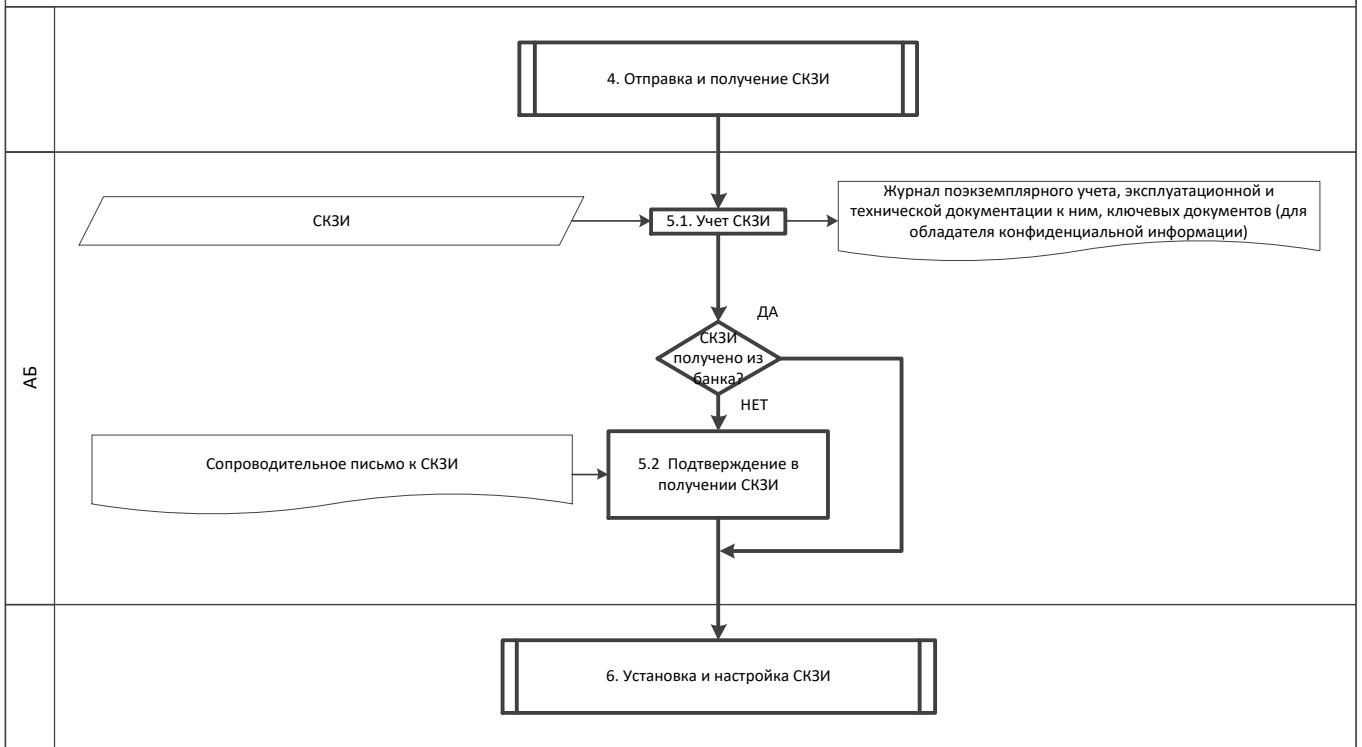 4. Отправка и получение СКЗИ
АБ
СКЗИ
5.1. Учет СКЗИ
Журнал поэкземплярного учета, эксплуатационной и
технической документации к ним, ключевых документов (для
обладателя конфиденциальной информации)
ДА
СКЗИ
получено из
банка?
НЕТ
Сопроводительное письмо к СКЗИ
5.2 Подтверждение в
получении СКЗИ
6. Установка и настройка СКЗИ